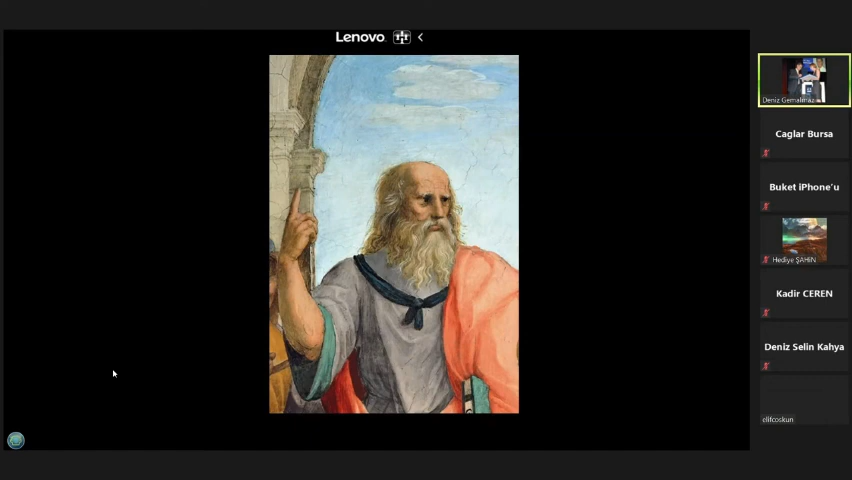 Lenovo
Deniz Gemalmaz
Caglar Bursa
Buket iPhone'u
Hediye ŞAHİN
Kadir CEREN
Deniz Selin Kahya
elifcoskun